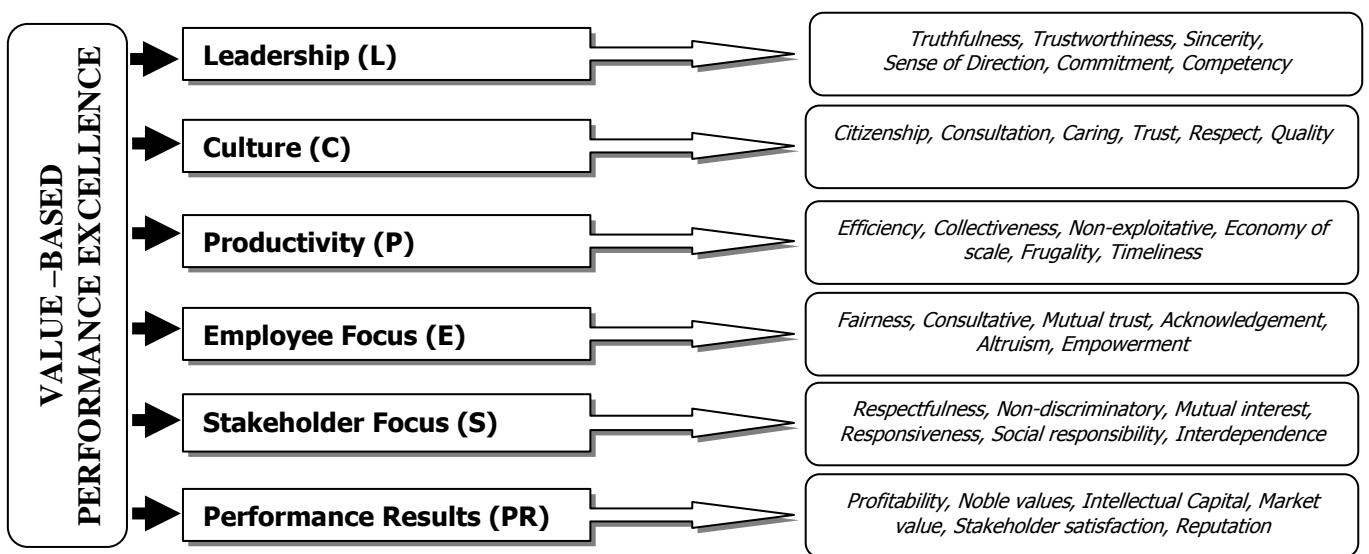 VALUE –BASED
PERFORMANCE EXCELLENCE
Leadership (L)
Truthfulness, Trustworthiness, Sincerity,
Sense of Direction, Commitment, Competency
Culture (C)
Citizenship, Consultation, Caring, Trust, Respect, Quality
Productivity (P)
Efficiency, Collectiveness, Non-exploitative, Economy of
scale, Frugality, Timeliness
Employee Focus (E)
Fairness, Consultative, Mutual trust, Acknowledgement,
Altruism, Empowerment
Stakeholder Focus (S)
Respectfulness, Non-discriminatory, Mutual interest,
Responsiveness, Social responsibility, Interdependence
Performance Results (PR)
Profitability, Noble values, Intellectual Capital, Market
value, Stakeholder satisfaction, Reputation